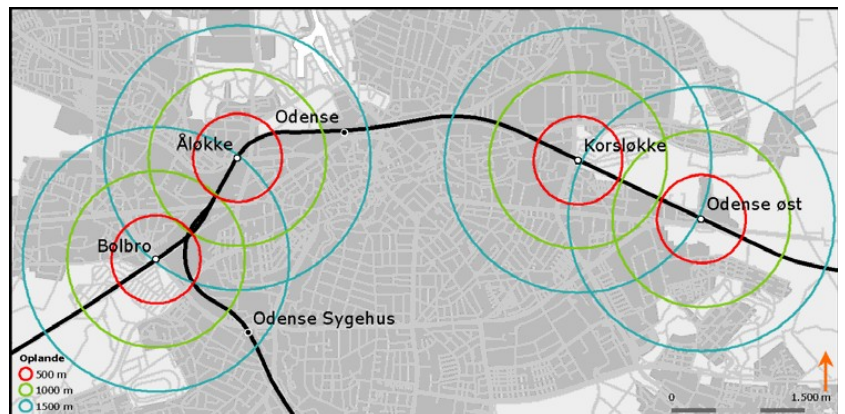 Odense
Åløkke
Korsløkke
Odense øst
Bolbro
Odense Sygehus
Oplande
500 m
1000 m
1500 m
0 1.500 m